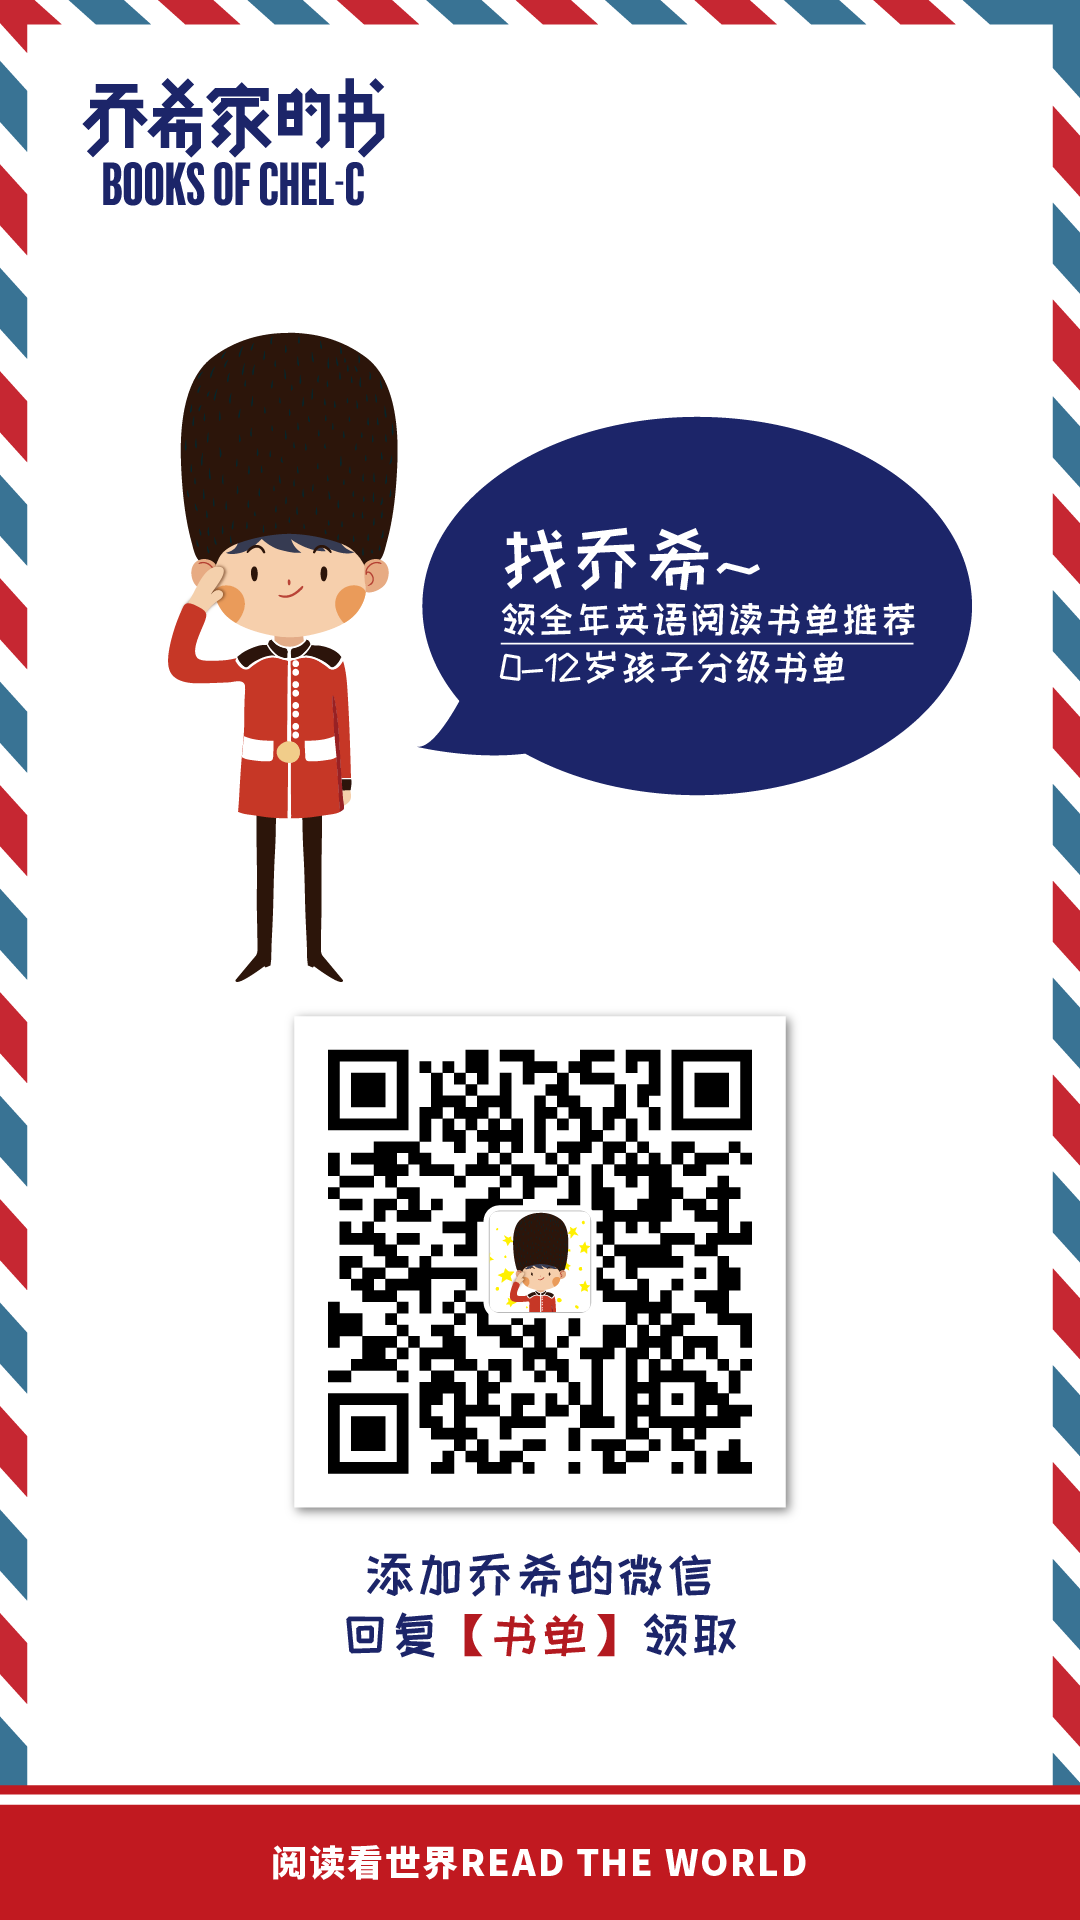 乔希家的书
BOOKS OF CHEL-C
找乔希~
领全年英语阅读书单推荐
0-12岁孩子分级书单
添加乔希的微信
回复【书单】领取
阅读看世界READ THE WORLD